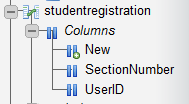 studentregistration
Columns
New
SectionNumber
UserID